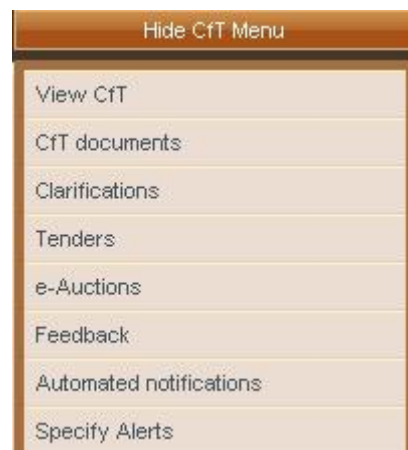 Hide CfT Menu
View CfT
CfT documents
Clarifications
Tenders
e-Auctions
Feedback
Automated notifications
Specify Alerts